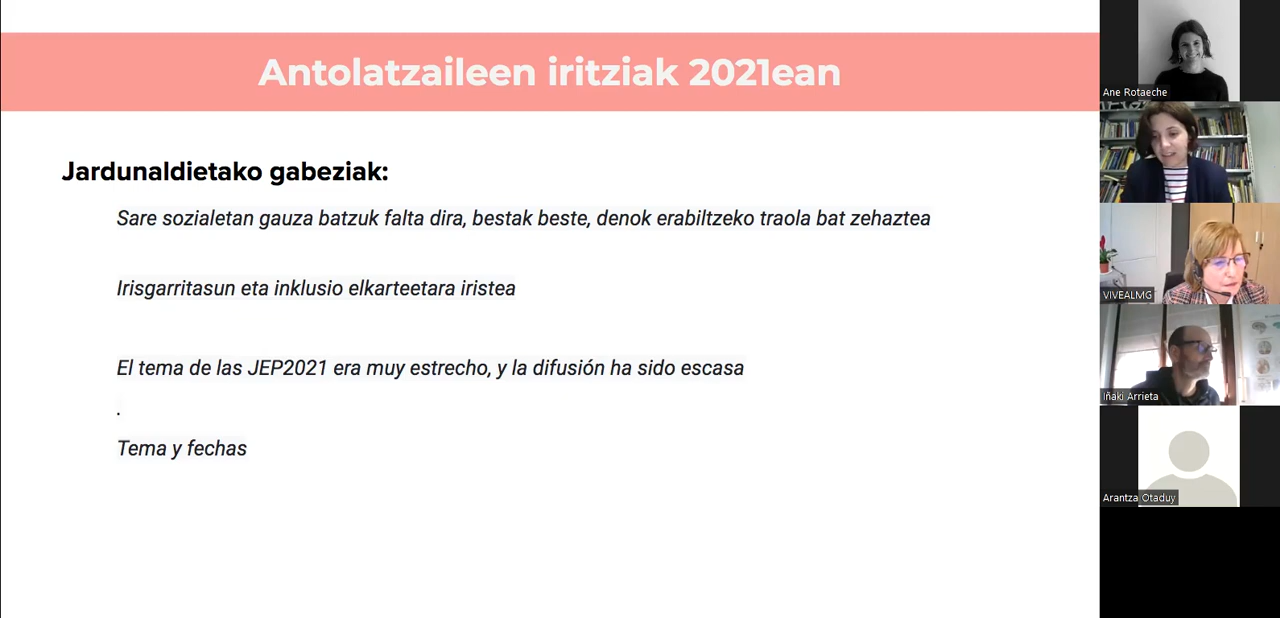 Antolatzaileen iritziak 2021ean
Jardunaldietako gabeziak:
Sare sozialetan gauza batzuk falta dira, bestak beste, denok erabiltzeko traola bat zehaztea
Irisgarritasun eta inklusio elkarteetara iristea
El tema de las JEP2021 era muy estrecho, y la difusión ha sido escasa
.
Tema y fechas
Ane Rotaeche
VIVEALMG
Iñaki Arrieta
Arantza Otaduy